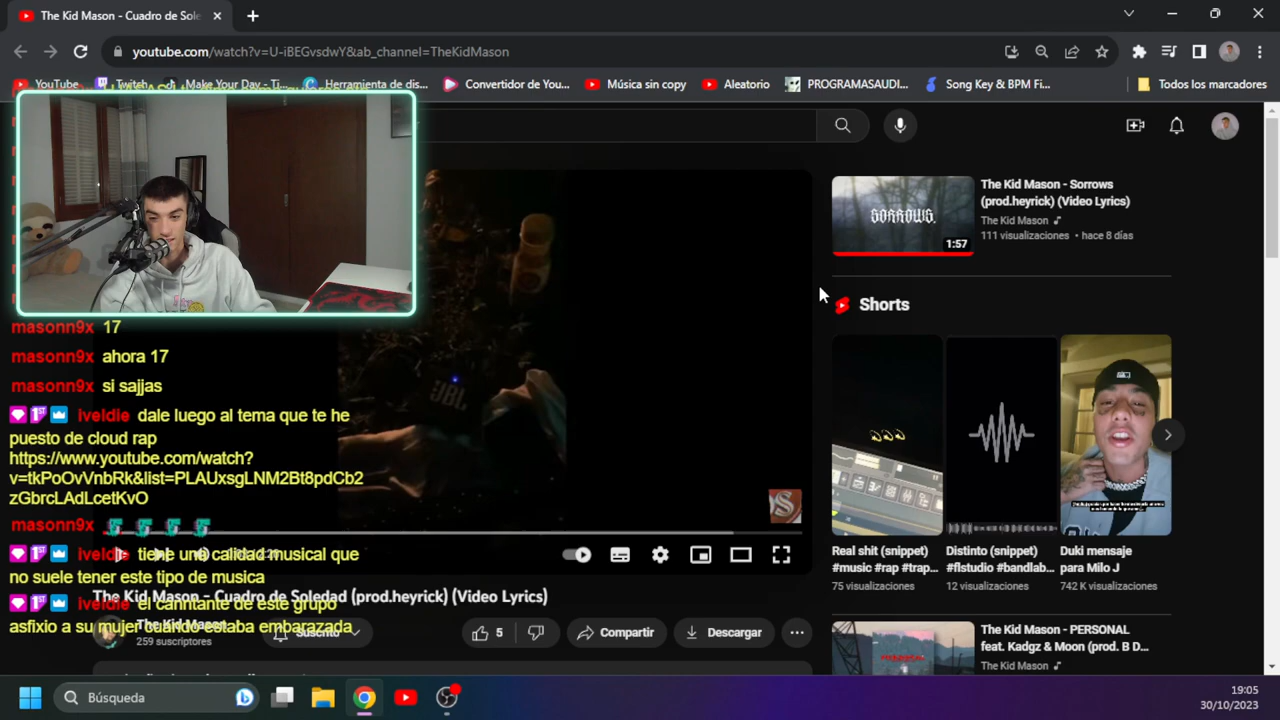 The Kid Mason - Cuadro de Sole
youtube.com/watch?v=U-iBEGvsdwY&ab_channel=TheKidMason
YouTube
Twitch
Make Your Day - Ti...
Herramienta de dis...
Convertidor de You...
Música sin copy
Aleatorio
PROGRAMASAUDI...
Song Key & BPM Fi...
Todos los marcadores
masonn9x 17
masonn9x ahora 17
masonn9x si sajjas
iveldie dale luego al tema que te he
puesto de cloud rap
https://www.youtube.com/watch?
v=tkPoOvVnbRk&list=PLAUxsgLNM2Bt8pdCb2
zGbrcLAdLcetKvO
masonn9x
iveldie tiene una calidad musical que
no suele tener este tipo de musica
iveldie el canntante de este grupo
asfixio a su mujer cuando estaba embarazada
JBL
The Kid Mason - Cuadro de Soledad (prod.heyrick) (Video Lyrics)
The Kid Mason
259 suscriptores
Suscrito
5
Compartir
Descargar
SORROWS.
1:57
The Kid Mason - Sorrows
(prod.heyrick) (Video Lyrics)
The Kid Mason
111 visualizaciones • hace 8 días
Shorts
Real shit (snippet)
#music #rap #trap...
75 visualizaciones
Distinto (snippet)
#flstudio #bandlab...
12 visualizaciones
Duki mensaje
para Milo J
742 K visualizaciones
The Kid Mason - PERSONAL
feat. Kadgz & Moon (prod. B D...
The Kid Mason
Búsqueda
19:05
30/10/2023